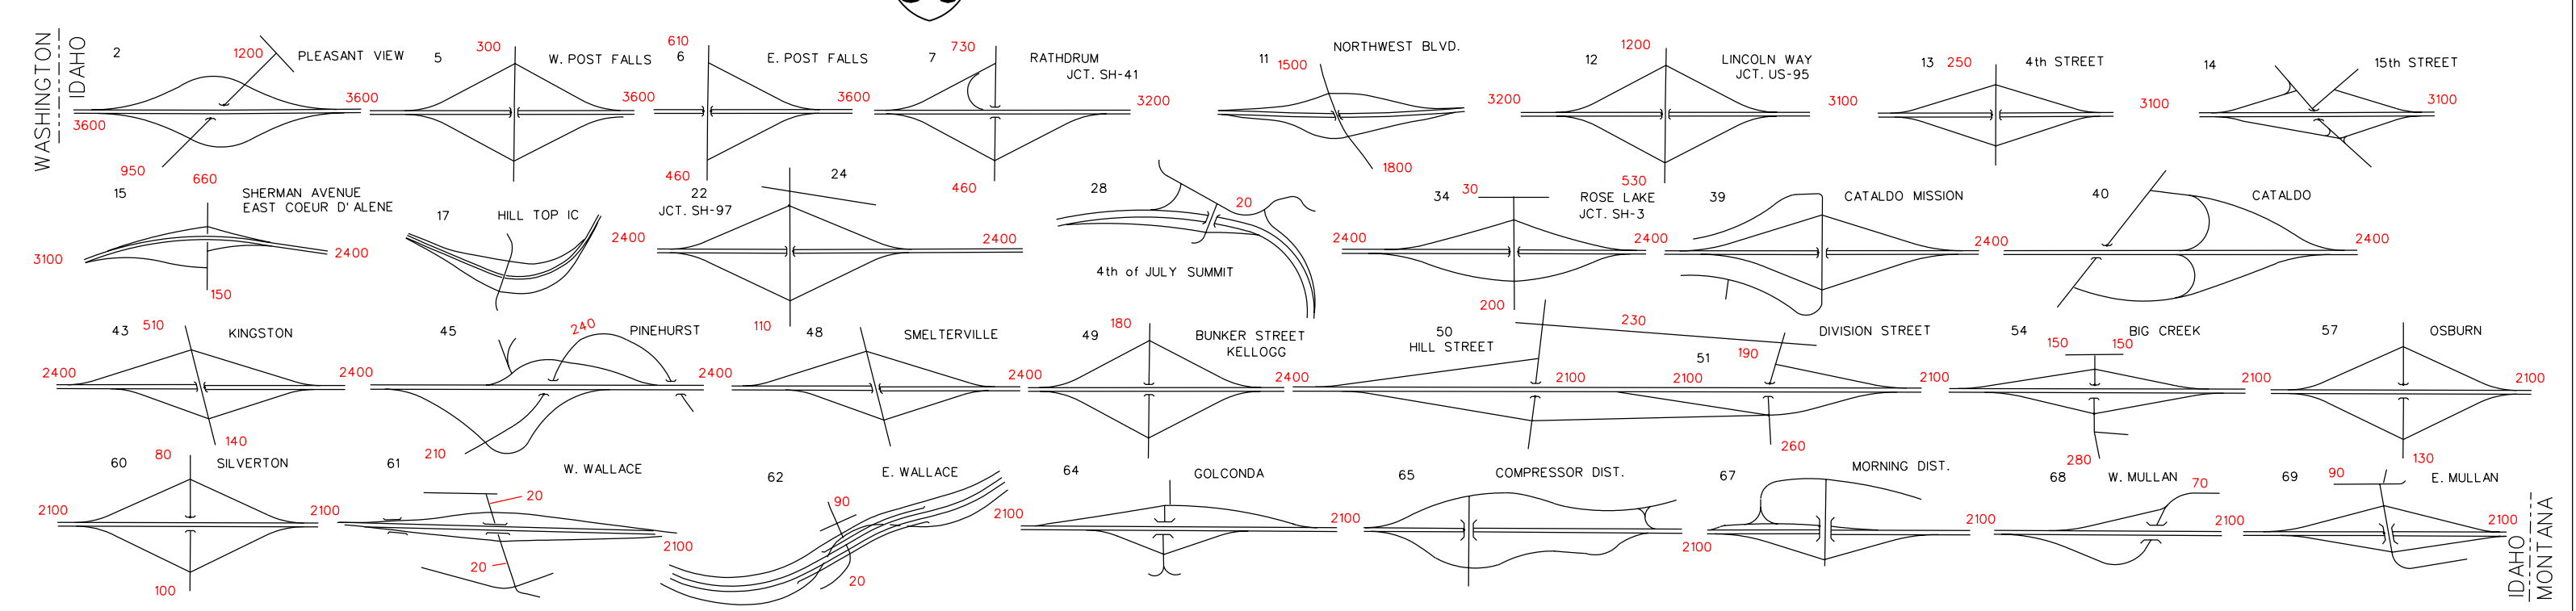 WASHINGTON
IDAHO
2
1200
PLEASANT VIEW
3600
950
3600
5
300
W. POST FALLS
3600
610
6
E. POST FALLS
460
3600
7
730
RATHDRUM
JCT. SH-41
460
3200
11
1500
NORTHWEST BLVD.
1800
3200
12
1200
LINCOLN WAY
JCT. US-95
530
3100
13
250
4th STREET
3100
14
15th STREET
3100
15
660
SHERMAN AVENUE
EAST COEUR D' ALENE
3100
150
2400
17
HILL TOP IC
2400
22
JCT. SH-97
24
110
2400
28
20
4th of JULY SUMMIT
2400
34
30
ROSE LAKE
JCT. SH-3
200
2400
39
CATALDO MISSION
2400
40
CATALDO
2400
43
510
KINGSTON
2400
140
2400
45
240
PINEHURST
210
2400
48
SMELTERVILLE
2400
49
180
BUNKER STREET
KELLOGG
2400
50
HILL STREET
230
2100
2100
51
190
DIVISION STREET
260
2100
54
150
150
BIG CREEK
280
2100
57
OSBURN
130
2100
60
80
SILVERTON
2100
100
2100
61
20
W. WALLACE
20
2100
62
90
E. WALLACE
20
2100
64
GOLCONDA
2100
65
COMPRESSOR DIST.
2100
67
MORNING DIST.
2100
68
W. MULLAN
70
2100
69
90
E. MULLAN
2100
IDAHO
MONTANA